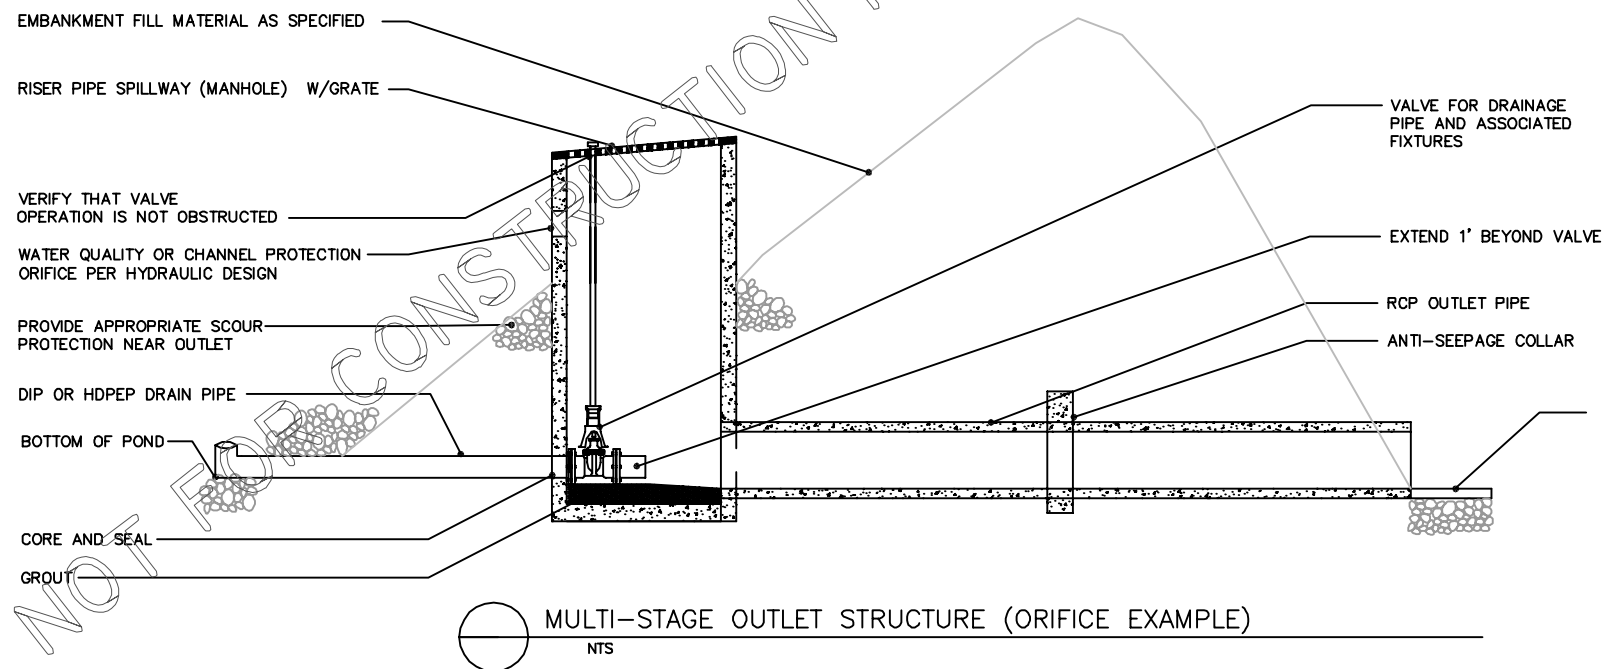 EMBANKMENT FILL MATERIAL AS SPECIFIED
RISER PIPE SPILLWAY (MANHOLE) W/GRATE
VERIFY THAT VALVE
OPERATION IS NOT OBSTRUCTED
WATER QUALITY OR CHANNEL PROTECTION
ORIFICE PER HYDRAULIC DESIGN
PROVIDE APPROPRIATE SCOUR
PROTECTION NEAR OUTLET
DIP OR HDPEP DRAIN PIPE
BOTTOM OF POND
CORE AND SEAL
GROUT
VALVE FOR DRAINAGE
PIPE AND ASSOCIATED
FIXTURES
EXTEND 1' BEYOND VALVE
RCP OUTLET PIPE
ANTI-SEEPAGE COLLAR
NOT FOR CONSTRUCTION
MULTI-STAGE OUTLET STRUCTURE (ORIFICE EXAMPLE)
NTS